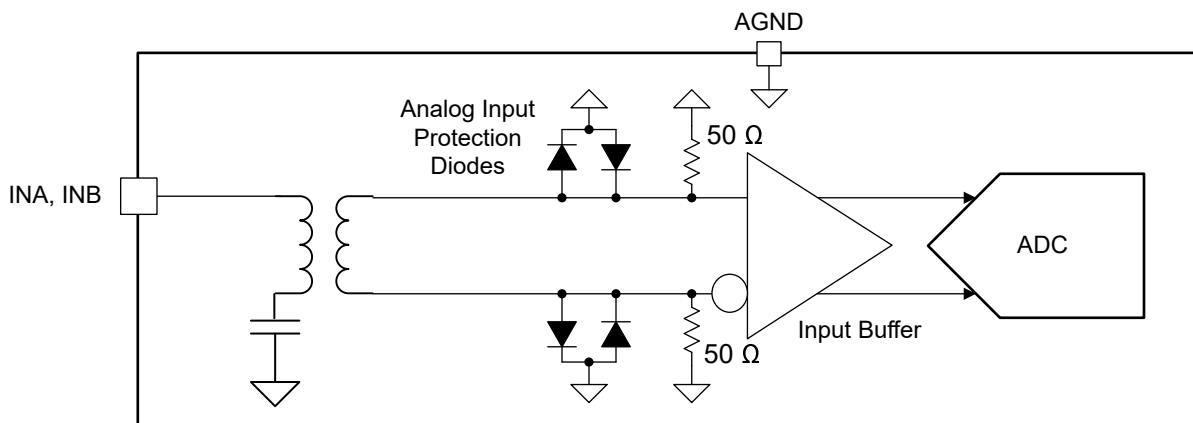 AGND
Analog Input
Protection
Diodes
50 Ω
INA, INB
ADC
Input Buffer
50 Ω